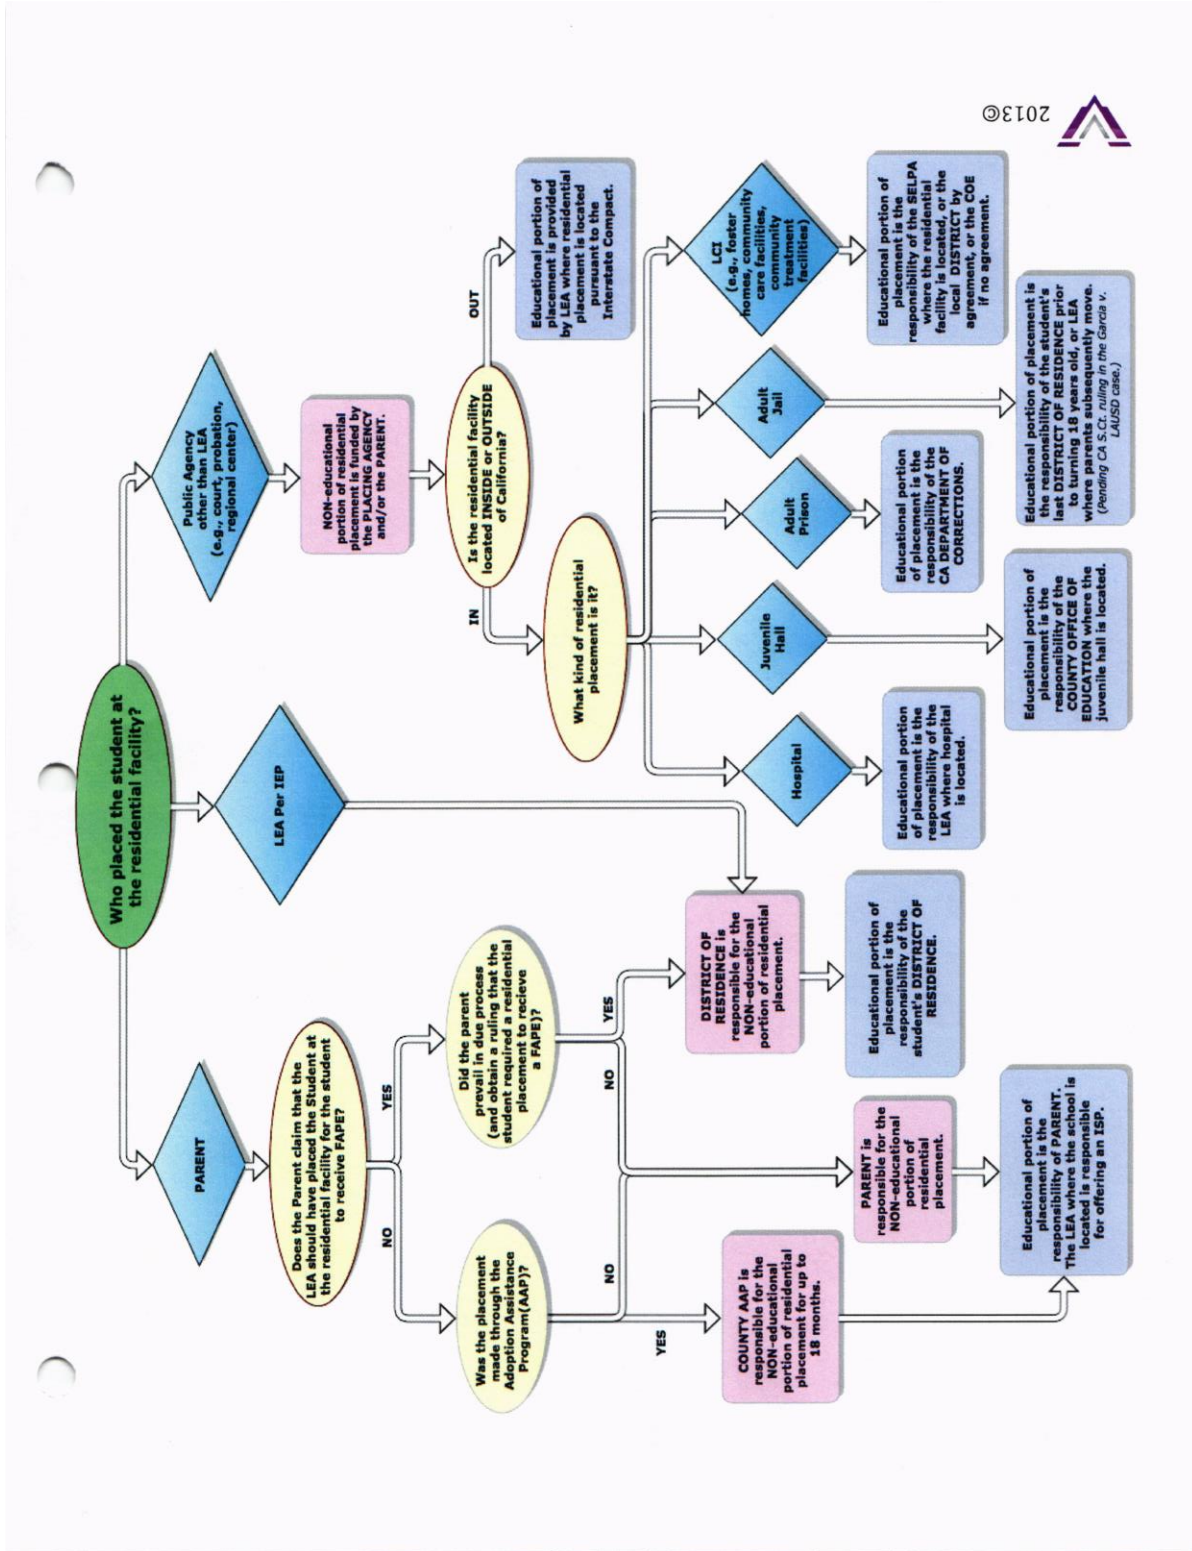 Who placed the student at
the residential facility?
PARENT
Does the Parent claim that the
LEA should have placed the Student at
the residential facility for the student
to receive FAPE?
NO
YES
Was the placement
made through the
Adoption Assistance
Program(AAP)?
Did the parent
prevail in due process
(and obtain a ruling that the
student required a residential
placement to recieve
a FAPE)?
YES
NO
NO
YES
COUNTY AAP is
responsible for the
NON-educational
portion of residential
placement for up to
18 months.
PARENT is
responsible for the
NON-educational
portion of
residential
placement.
Educational portion of
placement is the
responsibility of PARENT.
The LEA where the school is
located is responsible
for offering an ISP.
LEA Per IEP
DISTRICT OF
RESIDENCE is
responsible for the
NON-educational
portion of residential
placement.
Educational portion of
placement is the
responsibility of the
student's DISTRICT OF
RESIDENCE.
Public Agency
other than LEA
(e.g., court, probation,
regional center)
NON-educational
portion of residential
placement is funded by
the PLACING AGENCY
and/or the PARENT.
Is the residential facility
located INSIDE or OUTSIDE
of California?
IN
OUT
Educational portion of
placement is provided
by LEA where residential
placement is located
pursuant to the
Interstate Compact.
What kind of residential
placement is it?
Hospital
Educational portion
of placement is the
responsibility of the
LEA where hospital
is located.
Juvenile
Hall
Educational portion of
placement is the
responsibility of the
COUNTY OFFICE OF
EDUCATION where the
juvenile hall is located.
Adult
Prison
Educational portion
of placement is the
responsibility of the
CA DEPARTMENT OF
CORRECTIONS.
Adult
Jail
Educational portion of placement is
the responsibility of the student's
last DISTRICT OF RESIDENCE prior
to turning 18 years old, or LEA
where parents subsequently move.
(Pending CA S.Ct. ruling in the Garcia v.
LAUSD case.)
LCI
(e.g., foster
homes, community
care facilities,
community
treatment
facilities)
Educational portion of
placement is the
responsibility of the SELPA
where the residential
facility is located, or the
local DISTRICT by
agreement, or the COE
if no agreement.
2013©